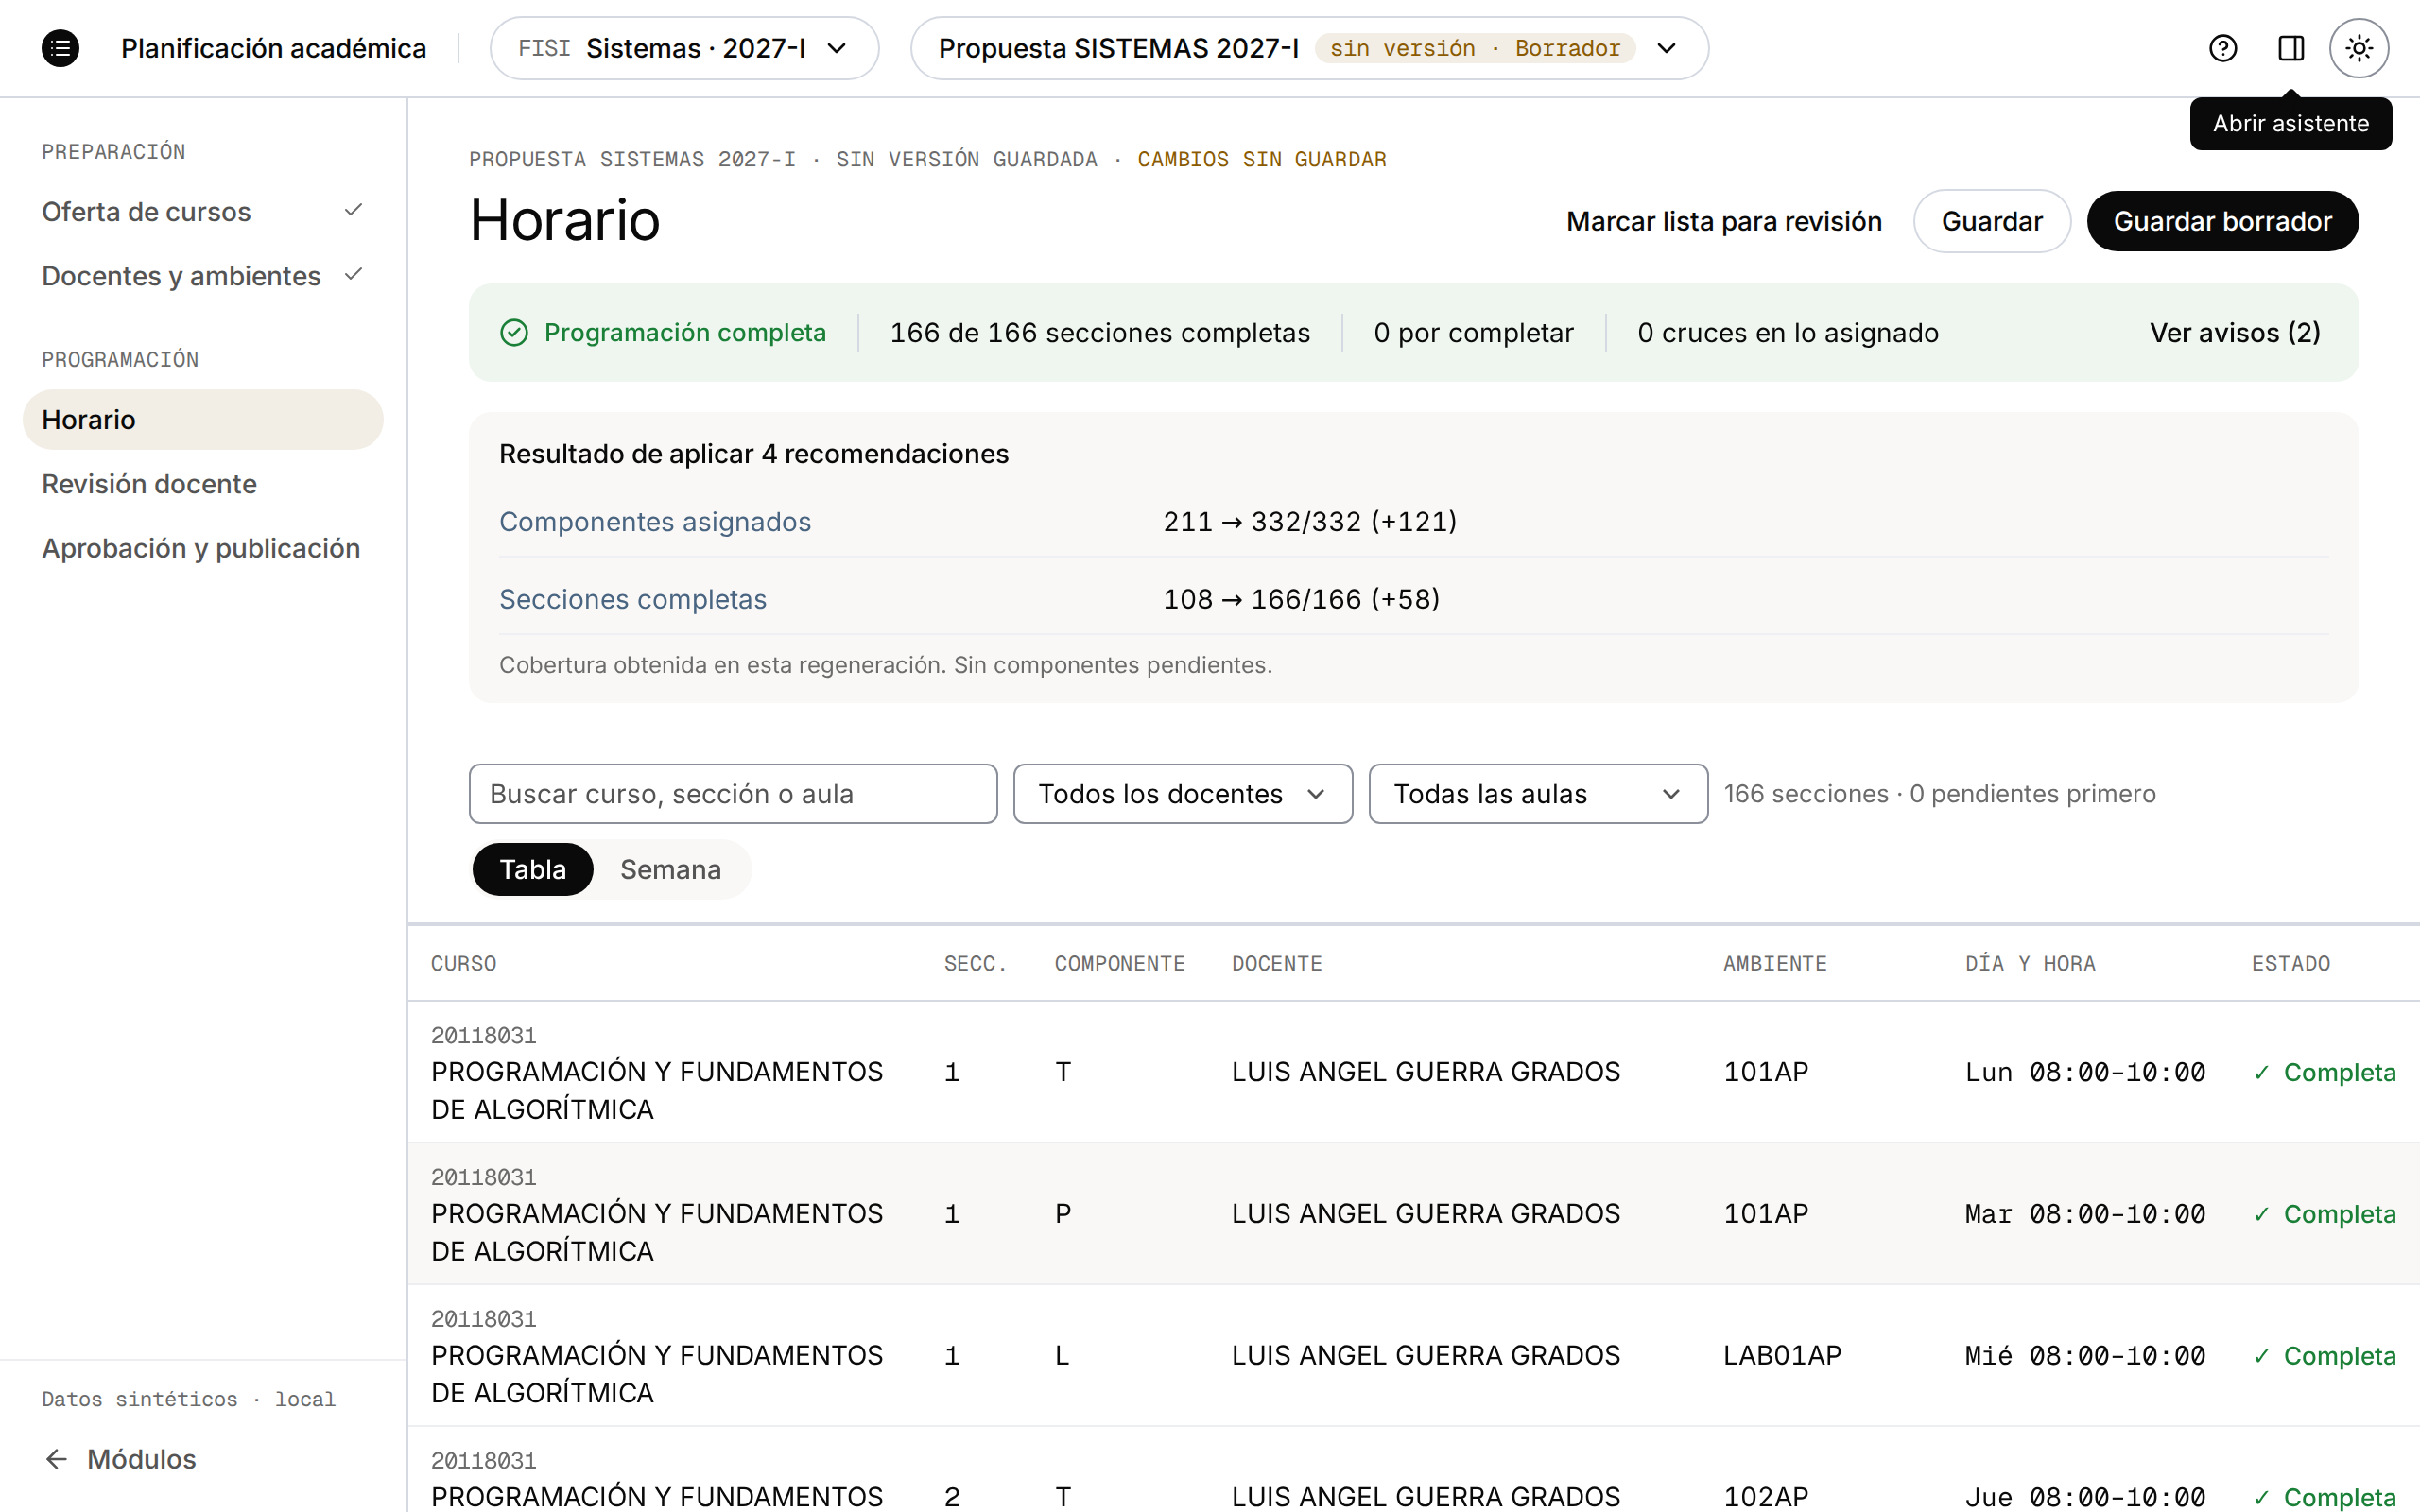 Planificación académica
FISI Sistemas · 2027-I
Propuesta SISTEMAS 2027-I sin versión · Borrador
Abrir asistente
PREPARACIÓN
Oferta de cursos
Docentes y ambientes
PROGRAMACIÓN
Horario
Revisión docente
Aprobación y publicación
Datos sintéticos · local
Módulos
PROPUESTA SISTEMAS 2027-I · SIN VERSIÓN GUARDADA · CAMBIOS SIN GUARDAR
Horario
Marcar lista para revisión
Guardar
Guardar borrador
Programación completa
166 de 166 secciones completas
0 por completar
0 cruces en lo asignado
Ver avisos (2)
Resultado de aplicar 4 recomendaciones
Componentes asignados 211 → 332/332 (+121)
Secciones completas 108 → 166/166 (+58)
Cobertura obtenida en esta regeneración. Sin componentes pendientes.
Buscar curso, sección o aula
Todos los docentes
Todas las aulas
166 secciones · 0 pendientes primero
Tabla Semana
CURSO SECC. COMPONENTE DOCENTE AMBIENTE DÍA Y HORA ESTADO
20118031
PROGRAMACIÓN Y FUNDAMENTOS 1 T LUIS ANGEL GUERRA GRADOS 101AP Lun 08:00-10:00 ✓ Completa
DE ALGORÍTMICA
20118031
PROGRAMACIÓN Y FUNDAMENTOS 1 P LUIS ANGEL GUERRA GRADOS 101AP Mar 08:00-10:00 ✓ Completa
DE ALGORÍTMICA
20118031
PROGRAMACIÓN Y FUNDAMENTOS 1 L LUIS ANGEL GUERRA GRADOS LAB01AP Mié 08:00-10:00 ✓ Completa
DE ALGORÍTMICA
20118031
PROGRAMACIÓN Y FUNDAMENTOS 2 T LUIS ANGEL GUERRA GRADOS 102AP Jue 08:00-10:00 ✓ Completa